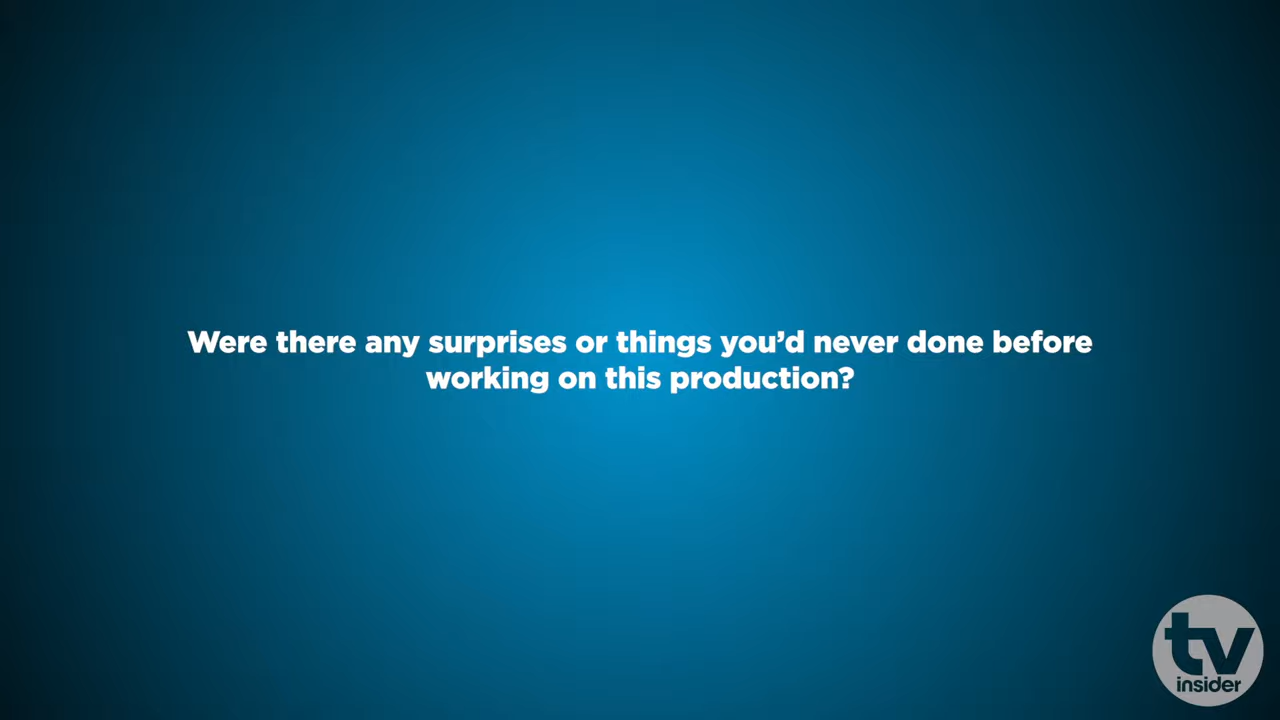 Were there any surprises or things you’d never done before
working on this production?
tv
insider